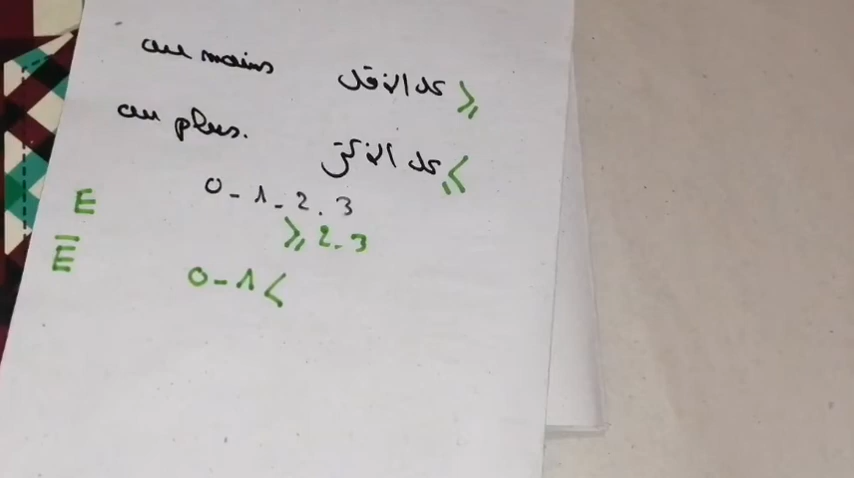 au moins على الأقل ⩾
au plus. على الأكثر ⩽
0 - 1 - 2 . 3
E ⩾ 2 - 3
E̅ 0 - 1 <